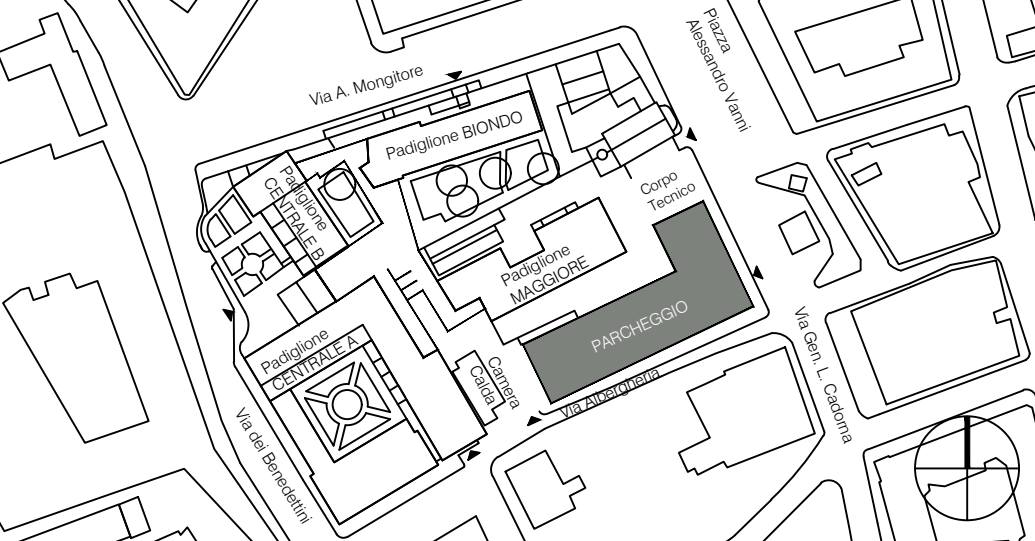 Piazza
Alessandro Vanni
Via A. Mongitore
Padiglione BIONDO
Padiglione
CENTRALE B
Corpo
Tecnico
Padiglione
MAGGIORE
PARCHEGGIO
Padiglione
CENTRALE A
Camera
Calda
Via Albergheria
Via Gen. L. Cadorna
Via dei Benedettini